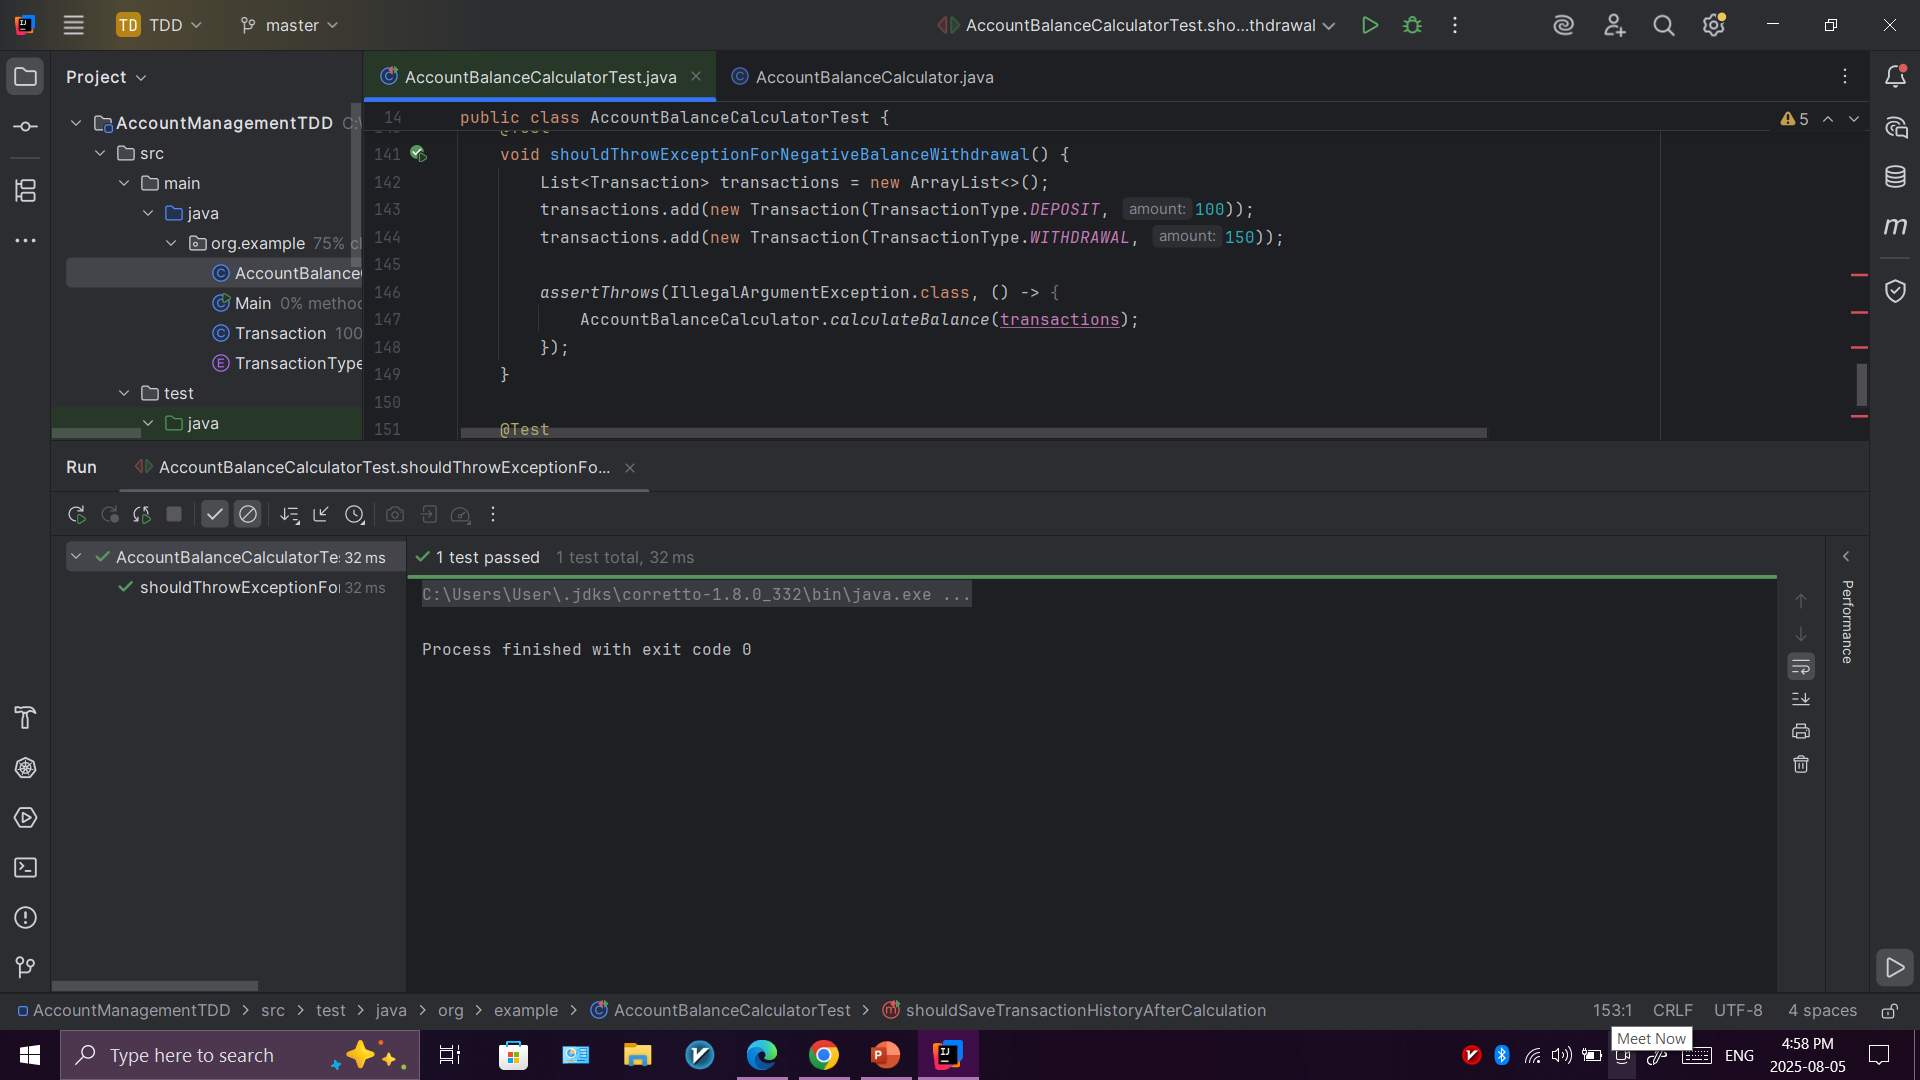 TD TDD
master
AccountBalanceCalculatorTest.sho...thdrawal
Project
AccountManagementTDD
src
main
java
org.example 75%
AccountBalance
Main 0% metho
Transaction 100
TransactionType
test
java
AccountBalanceCalculatorTest.java
AccountBalanceCalculator.java
14 public class AccountBalanceCalculatorTest {
5
@Test
141 void shouldThrowExceptionForNegativeBalanceWithdrawal() {
142 List<Transaction> transactions = new ArrayList<>();
143 transactions.add(new Transaction(TransactionType.DEPOSIT, amount: 100));
144 transactions.add(new Transaction(TransactionType.WITHDRAWAL, amount: 150));
145
146 assertThrows(IllegalArgumentException.class, () -> {
147 AccountBalanceCalculator.calculateBalance(transactions);
148 });
149 }
150
151 @Test
Run
AccountBalanceCalculatorTest.shouldThrowExceptionFo...
AccountBalanceCalculatorTe 32 ms
shouldThrowExceptionFo 32 ms
1 test passed 1 test total, 32 ms
C:\Users\User\.jdks\corretto-1.8.0_332\bin\java.exe ...
Process finished with exit code 0
Performance
AccountManagementTDD > src > test > java > org > example > AccountBalanceCalculatorTest > shouldSaveTransactionHistoryAfterCalculation
153:1 CRLF UTF-8 4 spaces
Meet Now
Type here to search
ENG
4:58 PM
2025-08-05